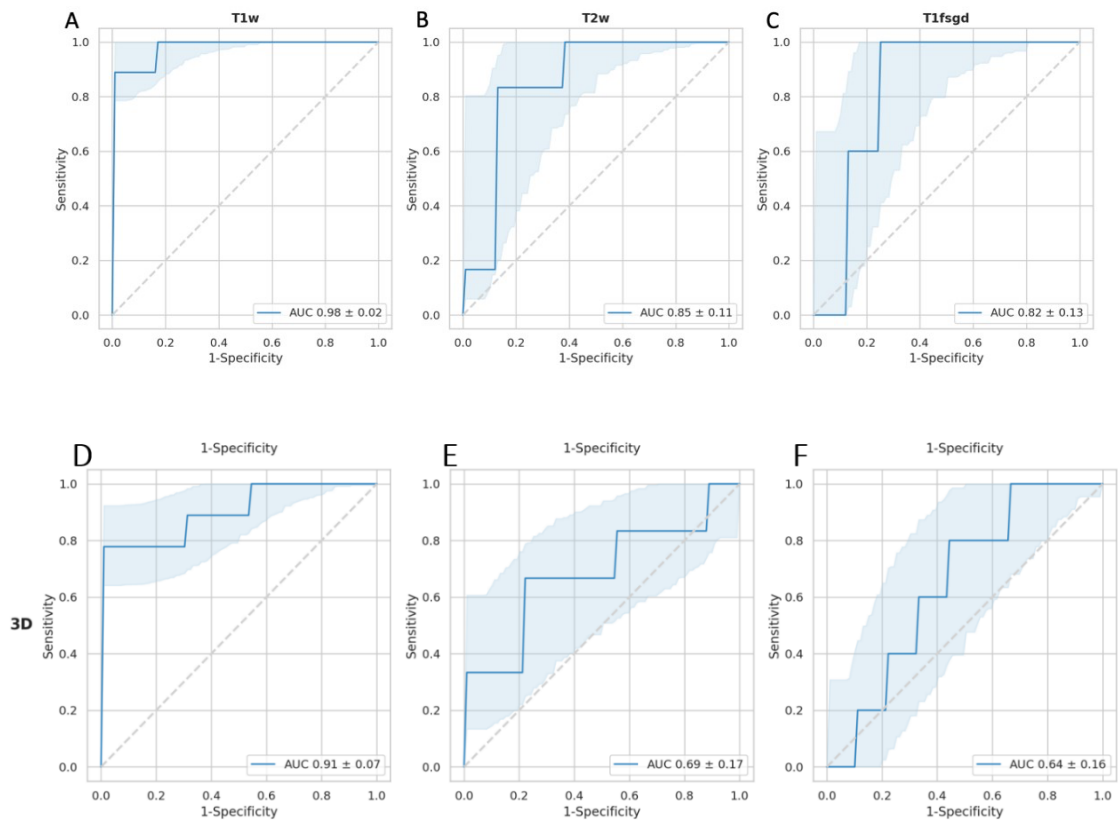 A T1w
B T2w
C T1fsgd
Sensitivity
1.0
0.8
0.6
0.4
0.2
0.0
AUC 0.98 ± 0.02
0.0 0.2 0.4 0.6 0.8 1.0
1-Specificity
Sensitivity
1.0
0.8
0.6
0.4
0.2
0.0
AUC 0.85 ± 0.11
0.0 0.2 0.4 0.6 0.8 1.0
1-Specificity
Sensitivity
1.0
0.8
0.6
0.4
0.2
0.0
AUC 0.82 ± 0.13
0.0 0.2 0.4 0.6 0.8 1.0
1-Specificity
D 1-Specificity
E 1-Specificity
F 1-Specificity
3D
Sensitivity
1.0
0.8
0.6
0.4
0.2
0.0
AUC 0.91 ± 0.07
0.0 0.2 0.4 0.6 0.8 1.0
1-Specificity
Sensitivity
1.0
0.8
0.6
0.4
0.2
0.0
AUC 0.69 ± 0.17
0.0 0.2 0.4 0.6 0.8 1.0
1-Specificity
Sensitivity
1.0
0.8
0.6
0.4
0.2
0.0
AUC 0.64 ± 0.16
0.0 0.2 0.4 0.6 0.8 1.0
1-Specificity